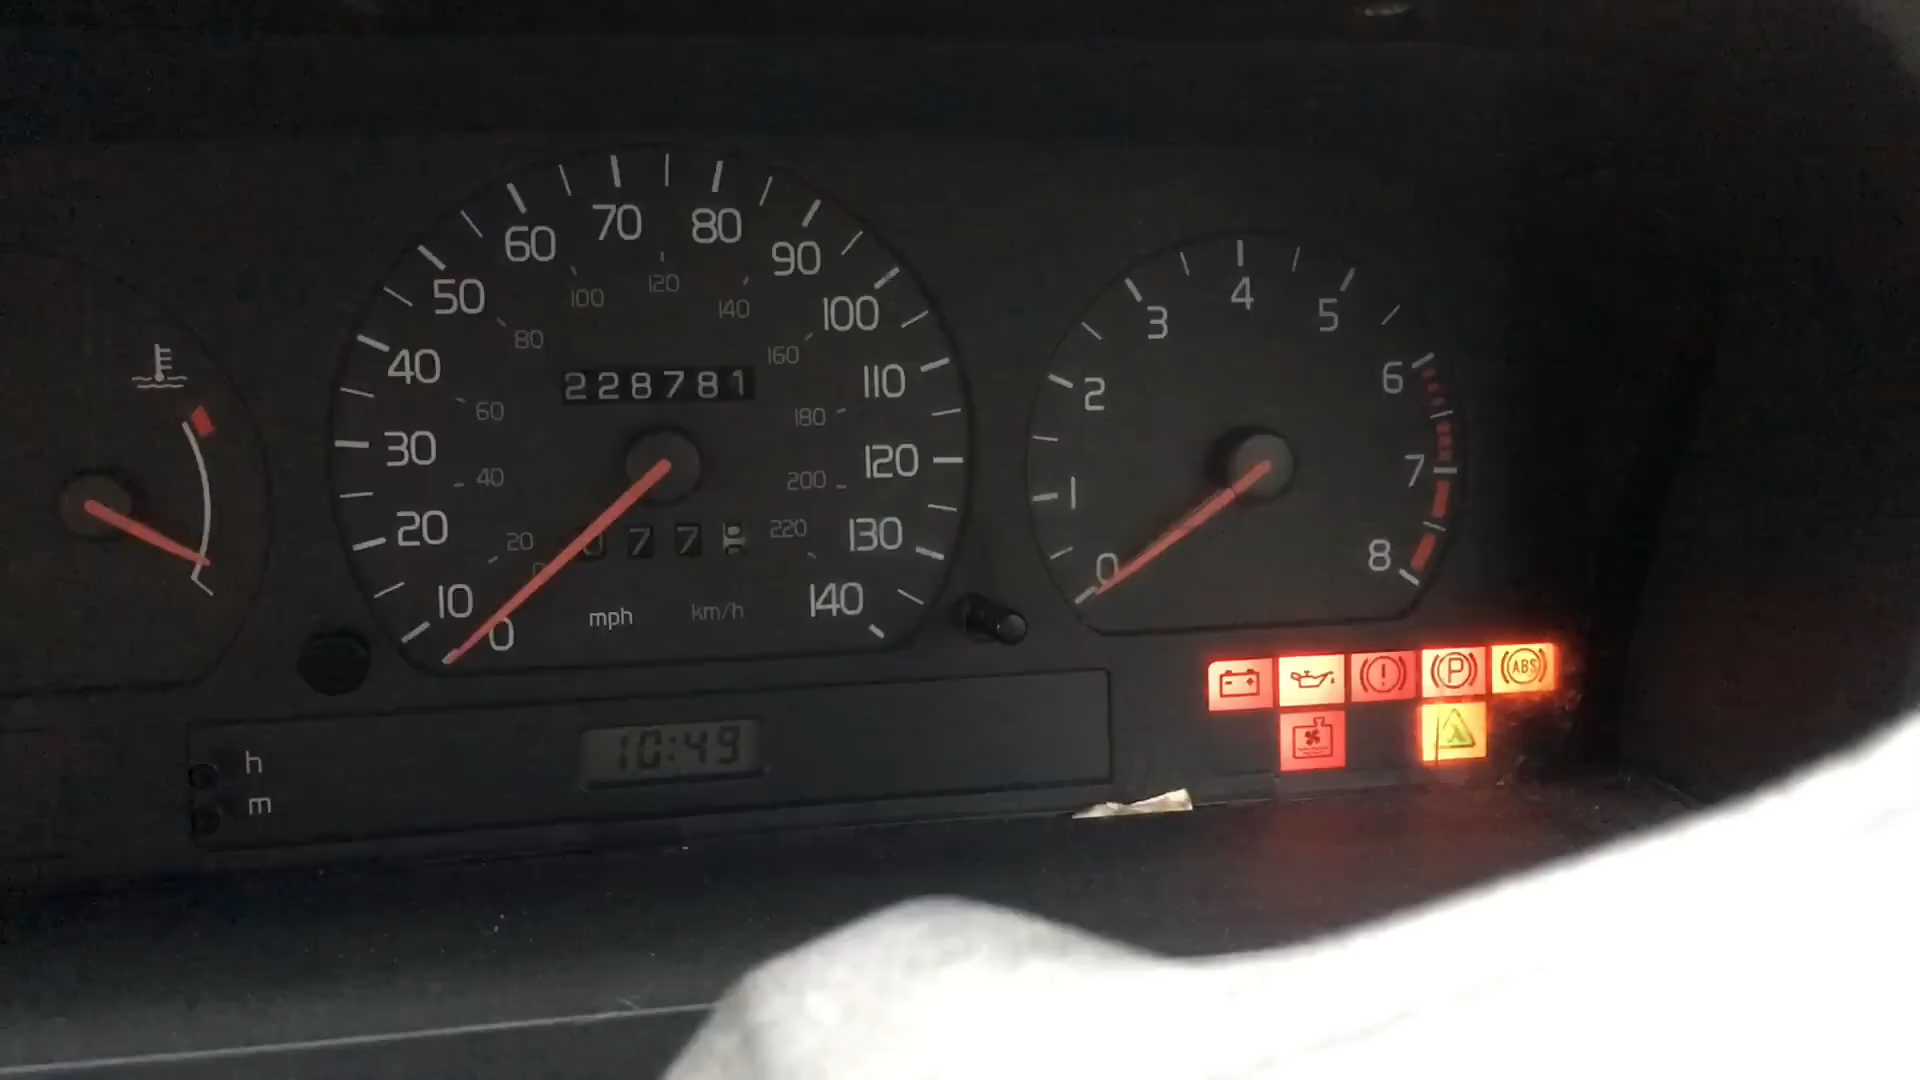 60 70 80
50 90
100 120 140
40 80 100
160
228781
60 110
30 180
40 120
200
20 77
20 220 130
10 140
0 mph km/h
4
3 5
2 6
1 7
0 8
P ABS
h 10:49
m